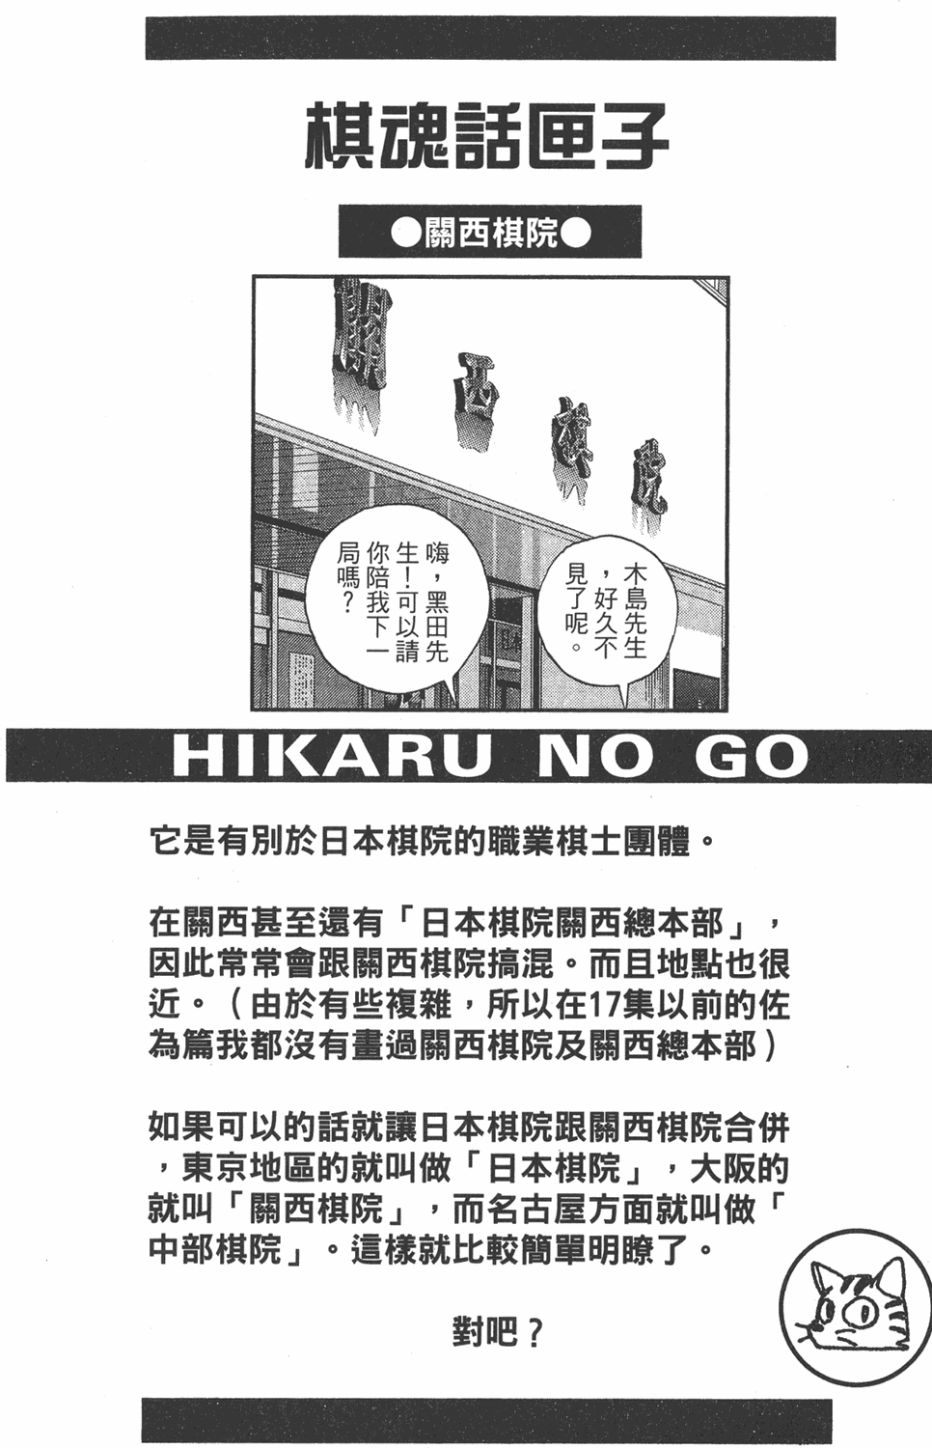 棋魂話匣子
●關西棋院●
關西棋院
木島先生
，好久不
見了呢。
嗨，黑田先
生！可以請
你陪我下一
局嗎？
HIKARU NO GO
它是有別於日本棋院的職業棋士團體。
在關西甚至還有「日本棋院關西總本部」，
因此常常會跟關西棋院搞混。而且地點也很
近。（由於有些複雜，所以在17集以前的佐
為篇我都沒有畫過關西棋院及關西總本部）
如果可以的話就讓日本棋院跟關西棋院合併
，東京地區的就叫做「日本棋院」，大阪的
就叫「關西棋院」，而名古屋方面就叫做「
中部棋院」。這樣就比較簡單明瞭了。
對吧？